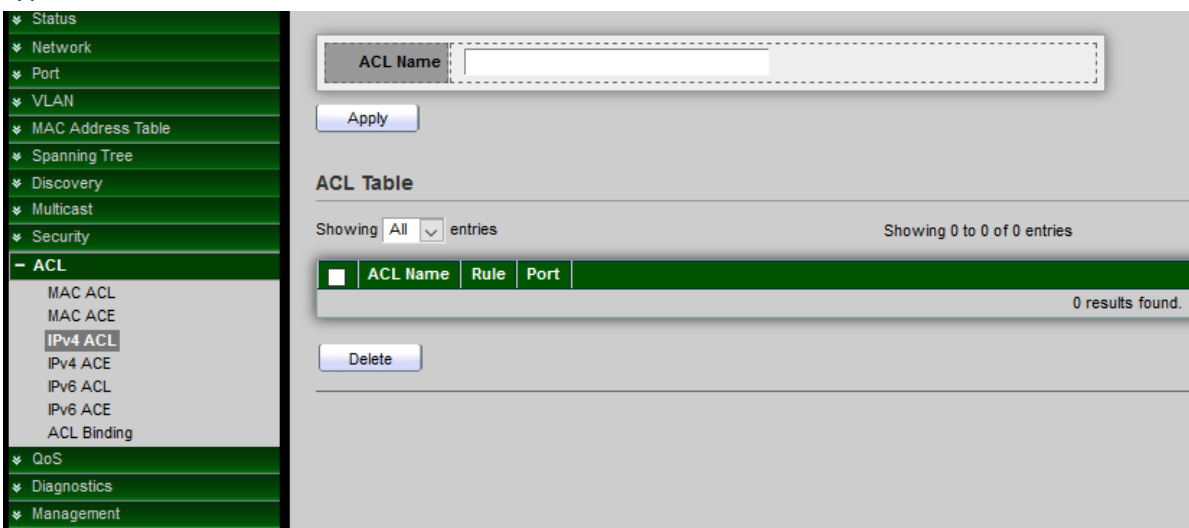 Status
Network
Port
VLAN
MAC Address Table
Spanning Tree
Discovery
Multicast
Security
ACL
MAC ACL
MAC ACE
IPv4 ACL
IPv4 ACE
IPv6 ACL
IPv6 ACE
ACL Binding
QoS
Diagnostics
Management
ACL Name
Apply
ACL Table
Showing All entries Showing 0 to 0 of 0 entries
ACL Name Rule Port
0 results found.
Delete